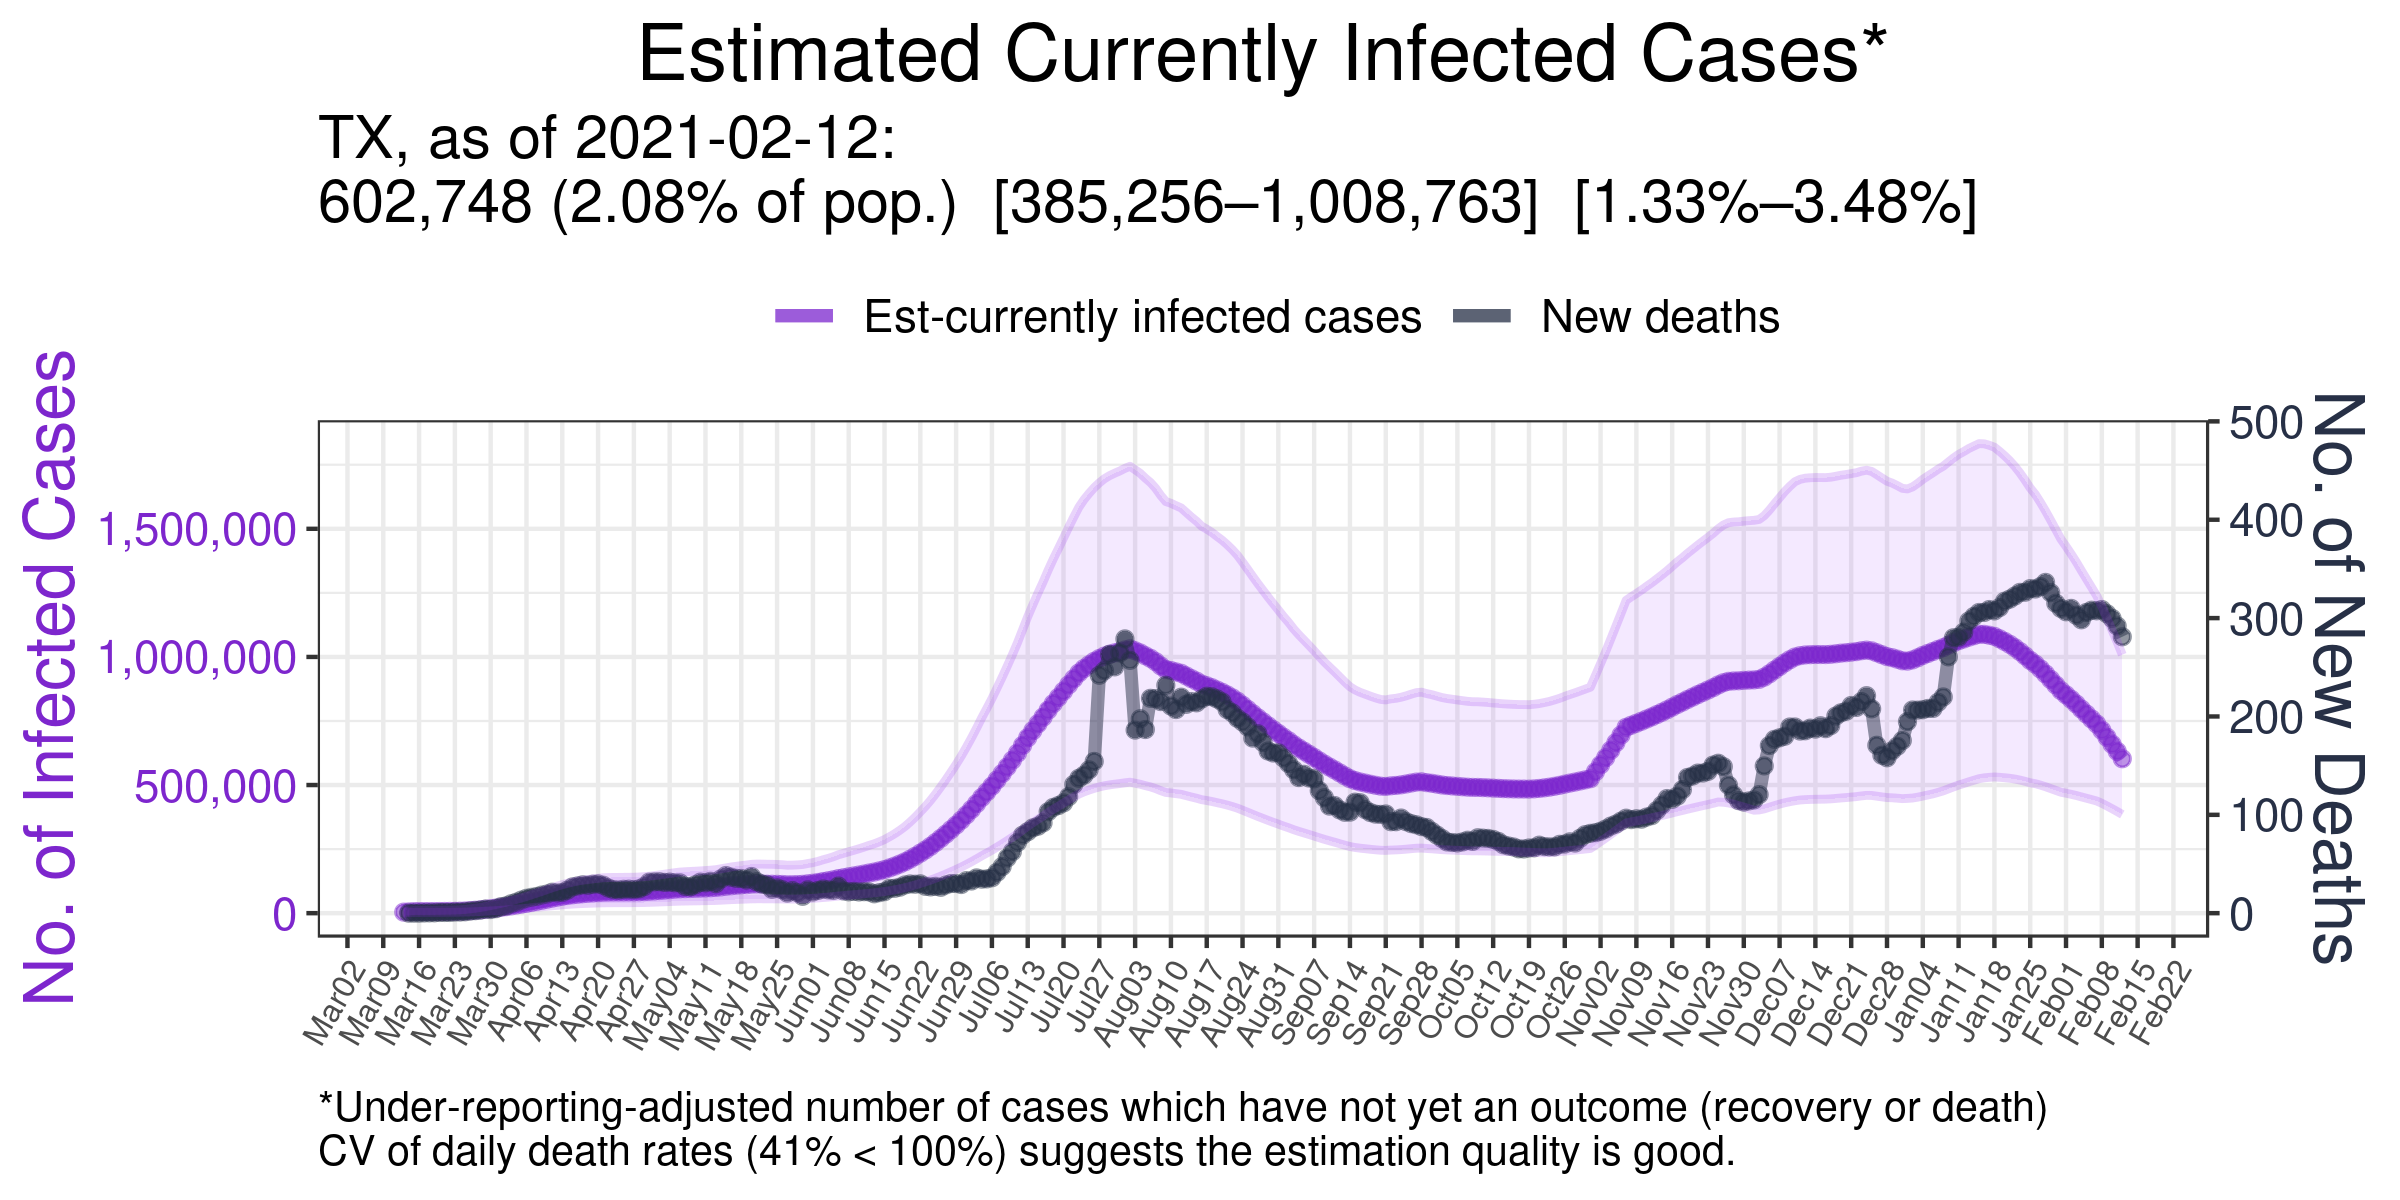 Estimated Currently Infected Cases*
TX, as of 2021-02-12:
602,748 (2.08% of pop.) [385,256–1,008,763] [1.33%–3.48%]
Est-currently infected cases New deaths
No. of Infected Cases
1,500,000
1,000,000
500,000
0
500
400
300
200
100
0
No. of New Deaths
Mar02 Mar09 Mar16 Mar23 Mar30 Apr06 Apr13 Apr20 Apr27 May04 May11 May18 May25 Jun01 Jun08 Jun15 Jun22 Jun29 Jul06 Jul13 Jul20 Jul27 Aug03 Aug10 Aug17 Aug24 Aug31 Sep07 Sep14 Sep21 Sep28 Oct05 Oct12 Oct19 Oct26 Nov02 Nov09 Nov16 Nov23 Nov30 Dec07 Dec14 Dec21 Dec28 Jan04 Jan11 Jan18 Jan25 Feb01 Feb08 Feb15 Feb22
*Under-reporting-adjusted number of cases which have not yet an outcome (recovery or death)
CV of daily death rates (41% < 100%) suggests the estimation quality is good.